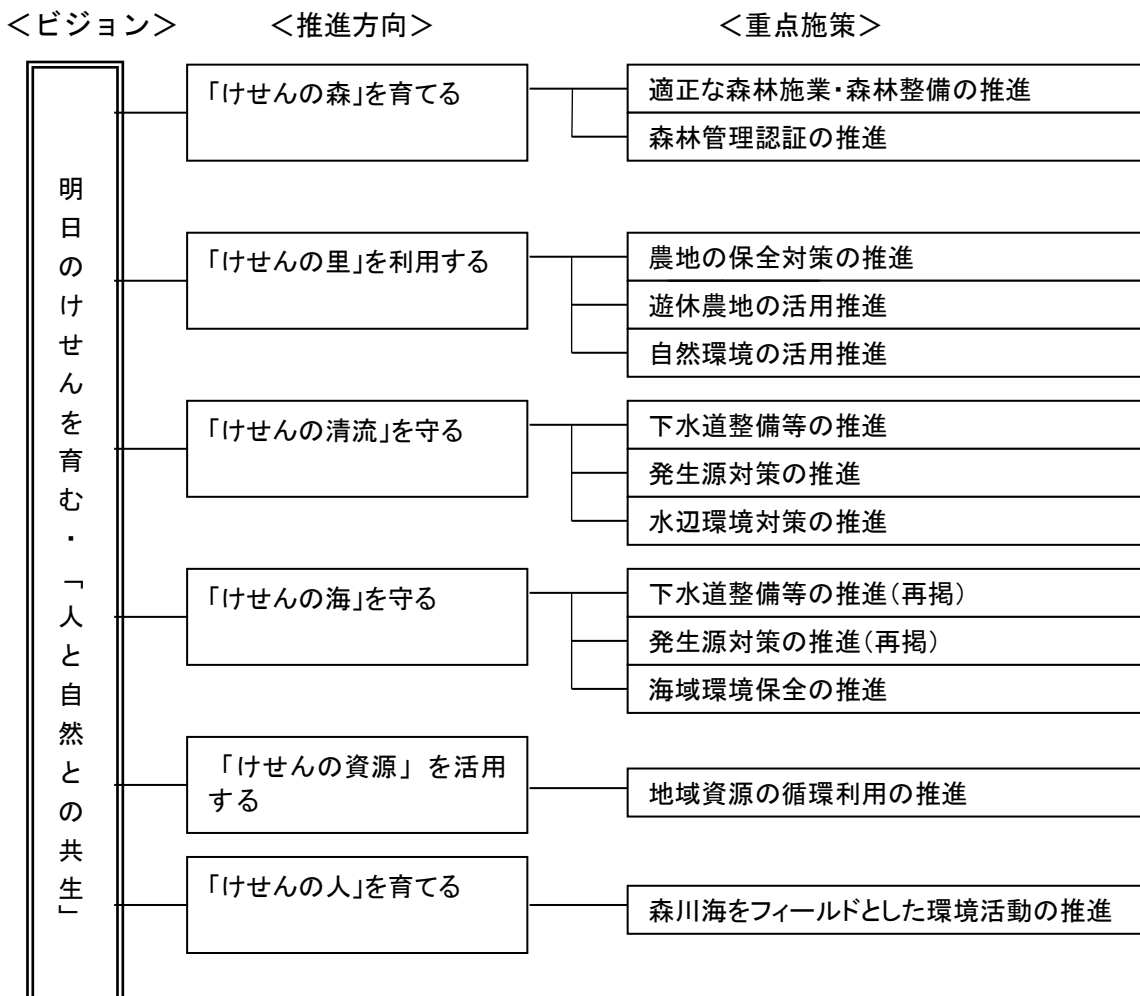 ＜ビジョン＞ ＜推進方向＞ ＜重点施策＞
明日のけせんを育む・「人と自然との共生」
「けせんの森」を育てる
適正な森林施業・森林整備の推進
森林管理認証の推進
「けせんの里」を利用する
農地の保全対策の推進
遊休農地の活用推進
自然環境の活用推進
「けせんの清流」を守る
下水道整備等の推進
発生源対策の推進
水辺環境対策の推進
「けせんの海」を守る
下水道整備等の推進（再掲）
発生源対策の推進（再掲）
海域環境保全の推進
「けせんの資源」を活用
する
地域資源の循環利用の推進
「けせんの人」を育てる
森川海をフィールドとした環境活動の推進